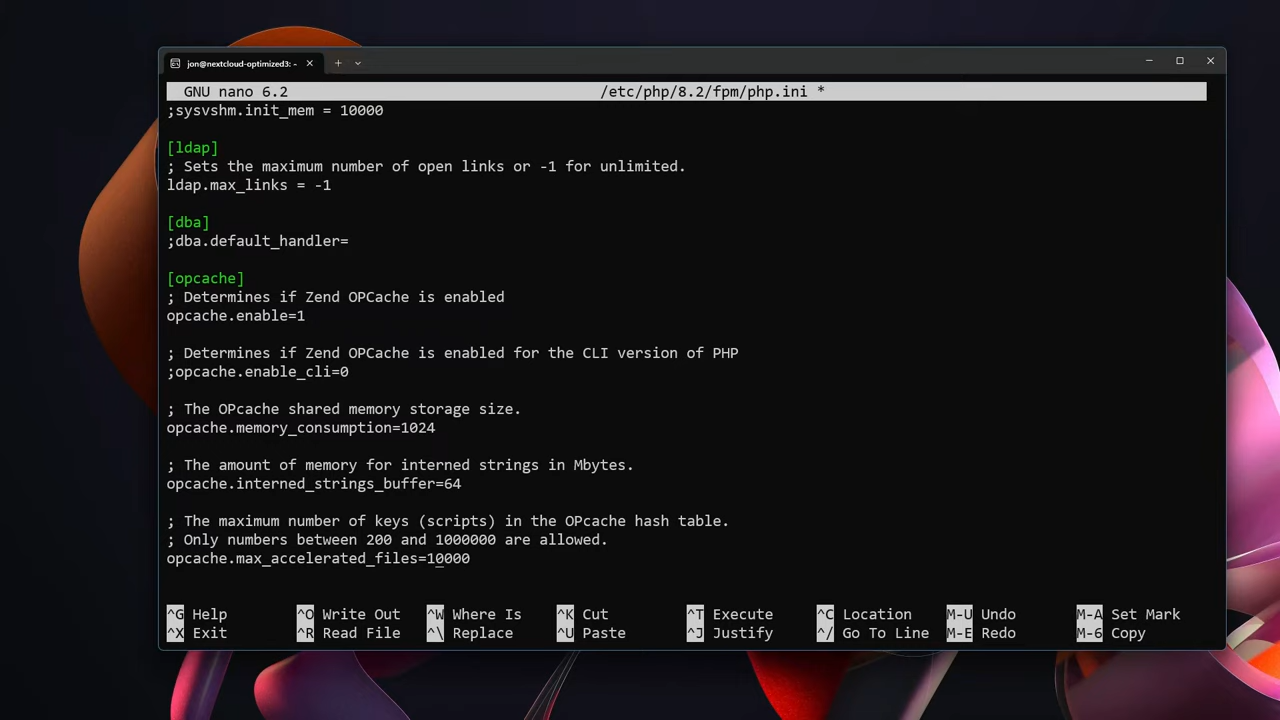 jon@nextcloud-optimized3: ~
GNU nano 6.2 /etc/php/8.2/fpm/php.ini *
;sysvshm.init_mem = 10000
[ldap]
; Sets the maximum number of open links or -1 for unlimited.
ldap.max_links = -1
[dba]
;dba.default_handler=
[opcache]
; Determines if Zend OPCache is enabled
opcache.enable=1
; Determines if Zend OPCache is enabled for the CLI version of PHP
;opcache.enable_cli=0
; The OPcache shared memory storage size.
opcache.memory_consumption=1024
; The amount of memory for interned strings in Mbytes.
opcache.interned_strings_buffer=64
; The maximum number of keys (scripts) in the OPcache hash table.
; Only numbers between 200 and 1000000 are allowed.
opcache.max_accelerated_files=10000
^G Help ^O Write Out ^W Where Is ^K Cut ^T Execute ^C Location M-U Undo M-A Set Mark
^X Exit ^R Read File ^\ Replace ^U Paste ^J Justify ^/ Go To Line M-E Redo M-6 Copy